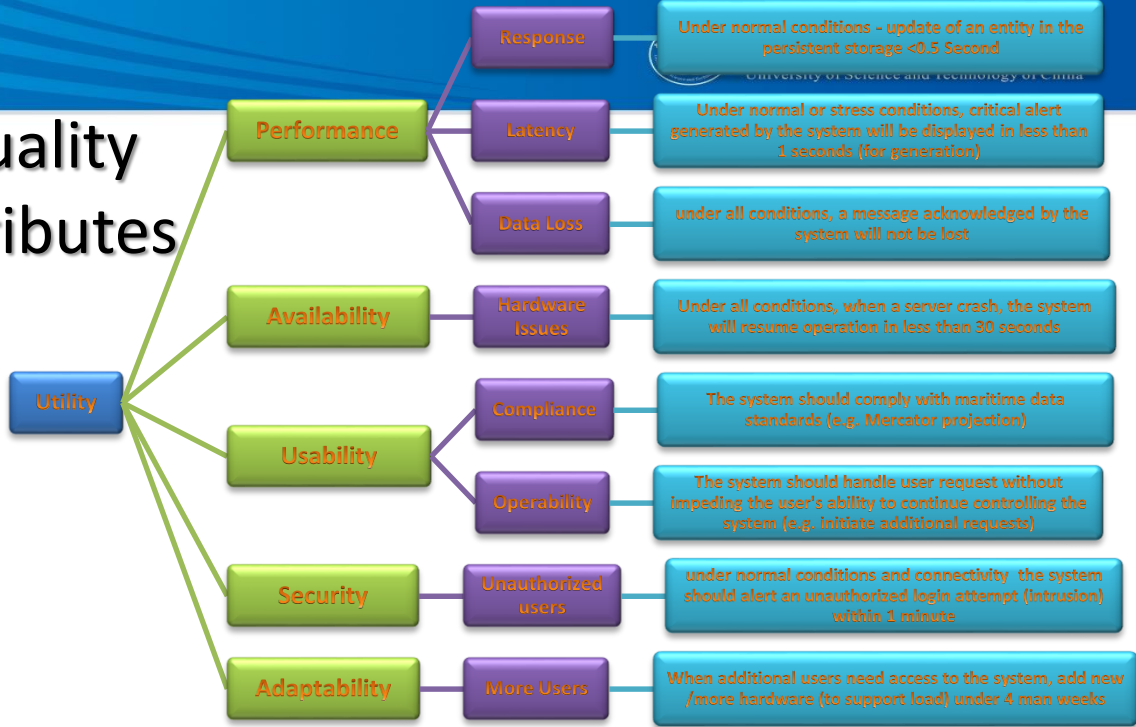 uality
ributes
University of Science and Technology of China
Utility
Performance
Response
Under normal conditions - update of an entity in the
persistent storage <0.5 Second
Latency
Under normal or stress conditions, critical alert
generated by the system will be displayed in less than
1 seconds (for generation)
Data Loss
under all conditions, a message acknowledged by the
system will not be lost
Availability
Hardware
Issues
Under all conditions, when a server crash, the system
will resume operation in less than 30 seconds
Usability
Compliance
The system should comply with maritime data
standards (e.g. Mercator projection)
Operability
The system should handle user request without
impeding the user's ability to continue controlling the
system (e.g. initiate additional requests)
Security
Unauthorized
users
under normal conditions and connectivity the system
should alert an unauthorized login attempt (intrusion)
within 1 minute
Adaptability
More Users
When additional users need access to the system, add new
/more hardware (to support load) under 4 man weeks